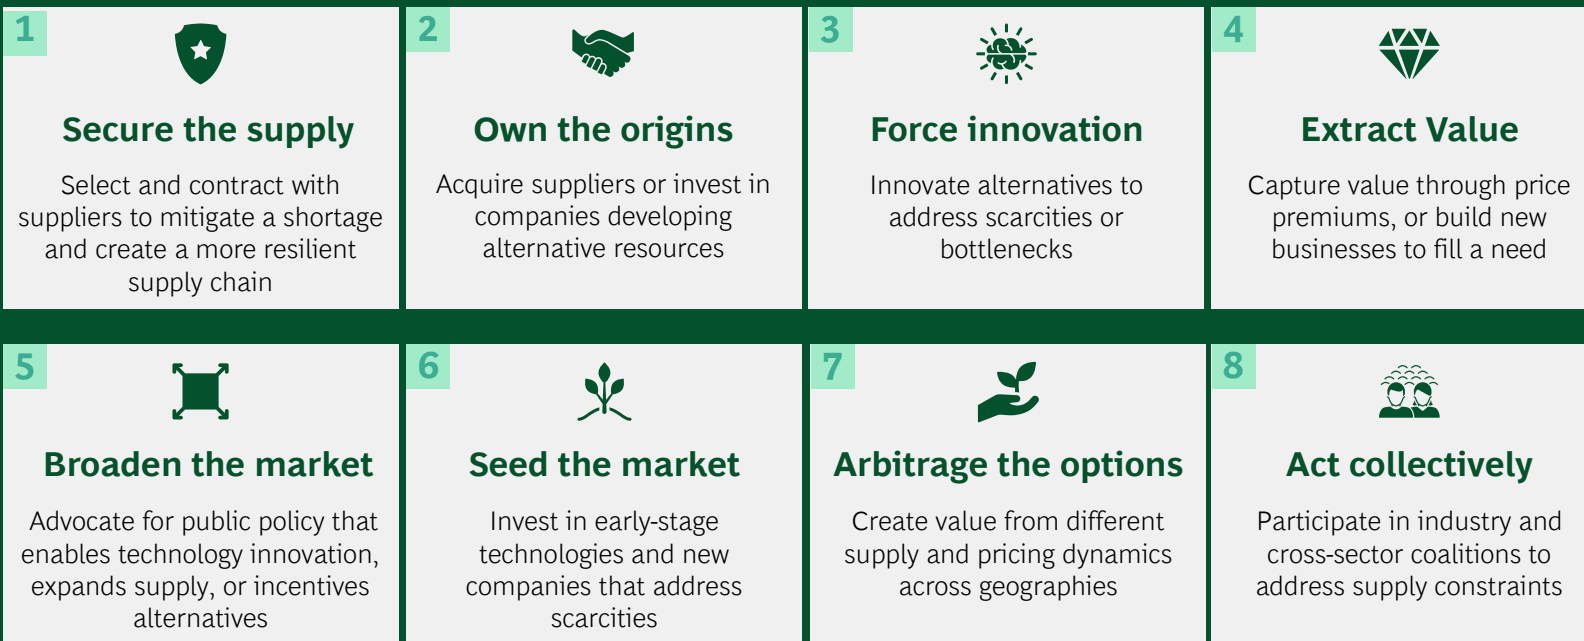 1
Secure the supply
Select and contract with
suppliers to mitigate a shortage
and create a more resilient
supply chain
2
Own the origins
Acquire suppliers or invest in
companies developing
alternative resources
3
Force innovation
Innovate alternatives to
address scarcities or
bottlenecks
4
Extract Value
Capture value through price
premiums, or build new
businesses to fill a need
5
Broaden the market
Advocate for public policy that
enables technology innovation,
expands supply, or incentives
alternatives
6
Seed the market
Invest in early-stage
technologies and new
companies that address
scarcities
7
Arbitrage the options
Create value from different
supply and pricing dynamics
across geographies
8
Act collectively
Participate in industry and
cross-sector coalitions to
address supply constraints